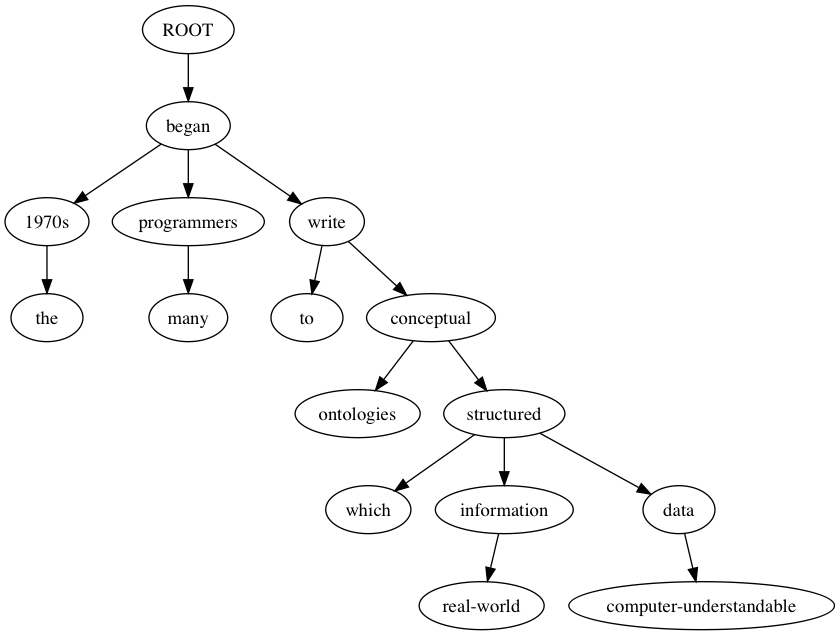 ROOT
began
1970s programmers write
the many to conceptual
ontologies structured
which information data
real-world computer-understandable